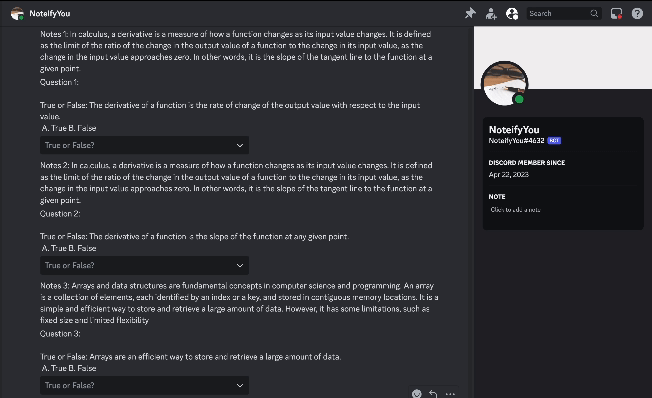 NoteifyYou
Search
Notes 1: In calculus, a derivative is a measure of how a function changes as its input value changes. It is defined
as the limit of the ratio of the change in the output value of a function to the change in its input value, as the
change in the input value approaches zero. In other words, it is the slope of the tangent line to the function at a
given point.
Question 1:
True or False: The derivative of a function is the rate of change of the output value with respect to the input
value.
A. True B. False
True or False?
Notes 2: In calculus, a derivative is a measure of how a function changes as its input value changes. It is defined
as the limit of the ratio of the change in the output value of a function to the change in its input value, as the
change in the input value approaches zero. In other words, it is the slope of the tangent line to the function at a
given point.
Question 2:
True or False: The derivative of a function is the slope of the function at any given point.
A. True B. False
True or False?
Notes 3: Arrays and data structures are fundamental concepts in computer science and programming. An array
is a collection of elements, each identified by an index or a key, and stored in contiguous memory locations. It is a
simple and efficient way to store and retrieve a large amount of data. However, it has some limitations, such as
fixed size and limited flexibility
Question 3:
True or False: Arrays are an efficient way to store and retrieve a large amount of data.
A. True B. False
True or False?
NoteifyYou
NoteifyYou#4632 BOT
DISCORD MEMBER SINCE
Apr 22, 2023
NOTE
Click to add a note